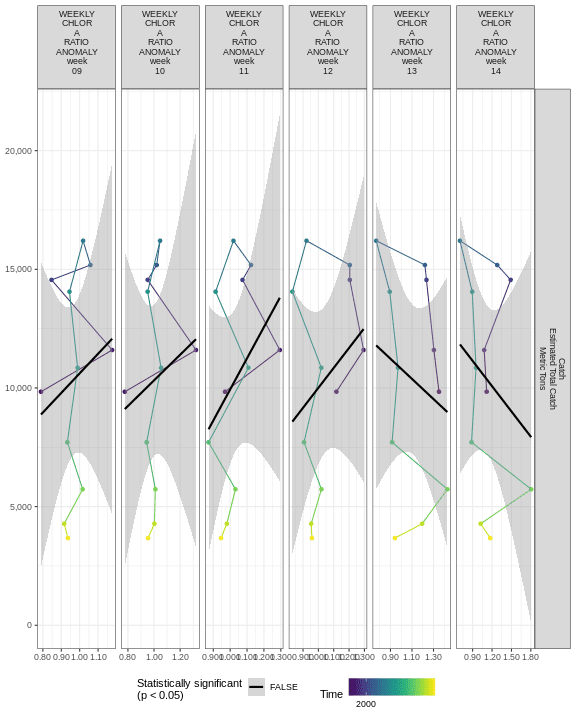 WEEKLY
CHLOR
A
RATIO
ANOMALY
week
09
WEEKLY
CHLOR
A
RATIO
ANOMALY
week
10
WEEKLY
CHLOR
A
RATIO
ANOMALY
week
11
WEEKLY
CHLOR
A
RATIO
ANOMALY
week
12
WEEKLY
CHLOR
A
RATIO
ANOMALY
week
13
WEEKLY
CHLOR
A
RATIO
ANOMALY
week
14
20,000
15,000
10,000
5,000
0
Catch
Estimated Total Catch
Metric Tons
0.80 0.90 1.00 1.10
0.80 1.00 1.20
0.90 1.00 1.10 1.20 1.30
0.90 1.00 1.10 1.20 1.30
0.90 1.10 1.30
0.90 1.20 1.50 1.80
Statistically significant
(p < 0.05)
FALSE
Time
2000